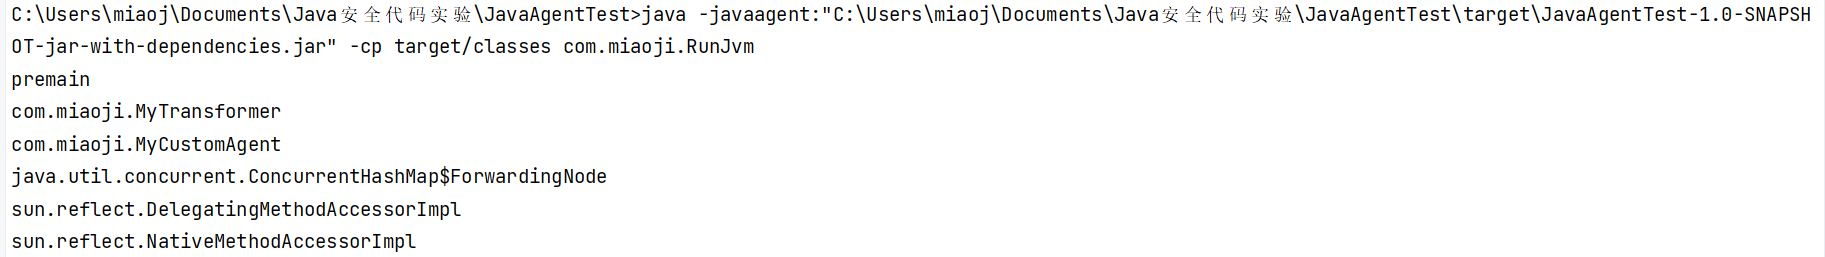 C:\Users\miaoj\Documents\Java安全代码实验\JavaAgentTest>java -javaagent:"C:\Users\miaoj\Documents\Java安全代码实验\JavaAgentTest\target\JavaAgentTest-1.0-SNAPSH
OT-jar-with-dependencies.jar" -cp target/classes com.miaoji.RunJvm
premain
com.miaoji.MyTransformer
com.miaoji.MyCustomAgent
java.util.concurrent.ConcurrentHashMap$ForwardingNode
sun.reflect.DelegatingMethodAccessorImpl
sun.reflect.NativeMethodAccessorImpl